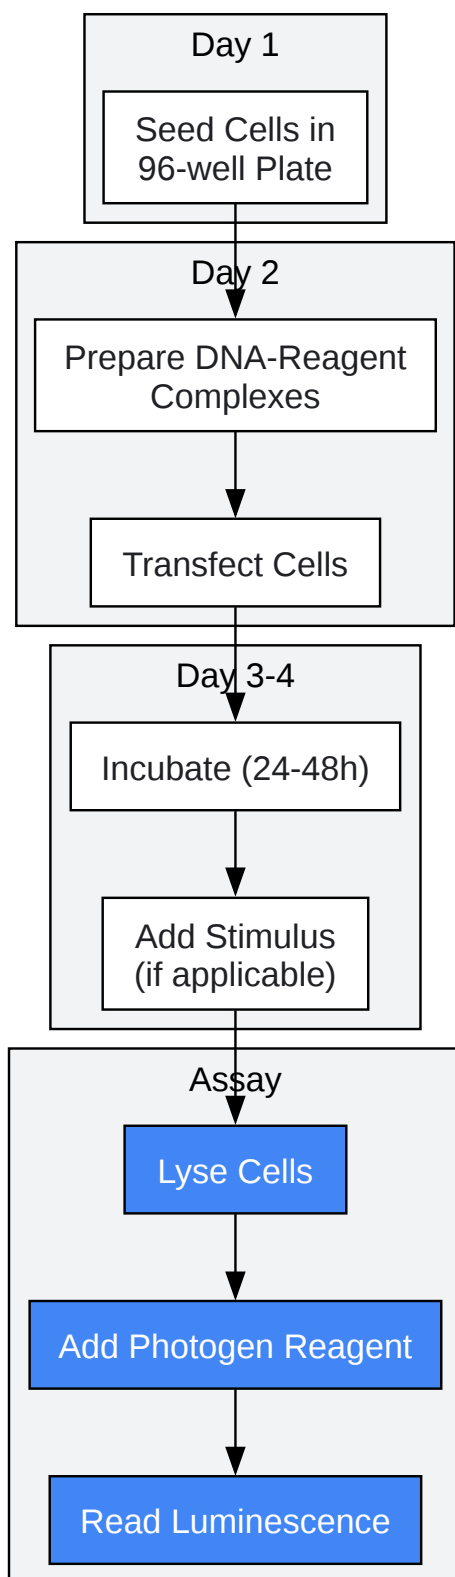 Day 1
Seed Cells in
96-well Plate
Day 2
Prepare DNA-Reagent
Complexes
Transfect Cells
Day 3-4
Incubate (24-48h)
Add Stimulus
(if applicable)
Assay
Lyse Cells
Add Photogen Reagent
Read Luminescence